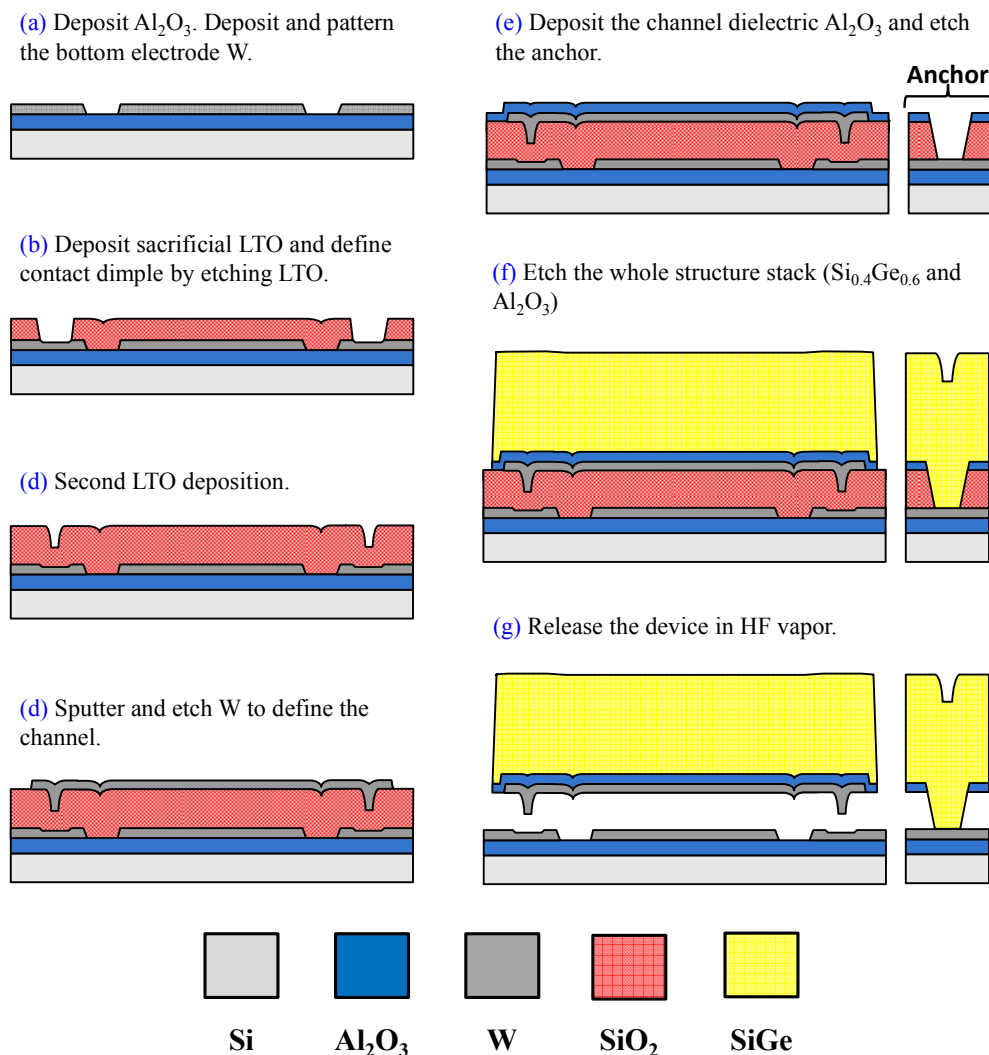 (a) Deposit Al₂O₃. Deposit and pattern
the bottom electrode W.
(b) Deposit sacrificial LTO and define
contact dimple by etching LTO.
(d) Second LTO deposition.
(d) Sputter and etch W to define the
channel.
(e) Deposit the channel dielectric Al₂O₃ and etch
the anchor.
Anchor
(f) Etch the whole structure stack (Si₀.₄Ge₀.₆ and
Al₂O₃)
(g) Release the device in HF vapor.
Si
Al₂O₃
W
SiO₂
SiGe